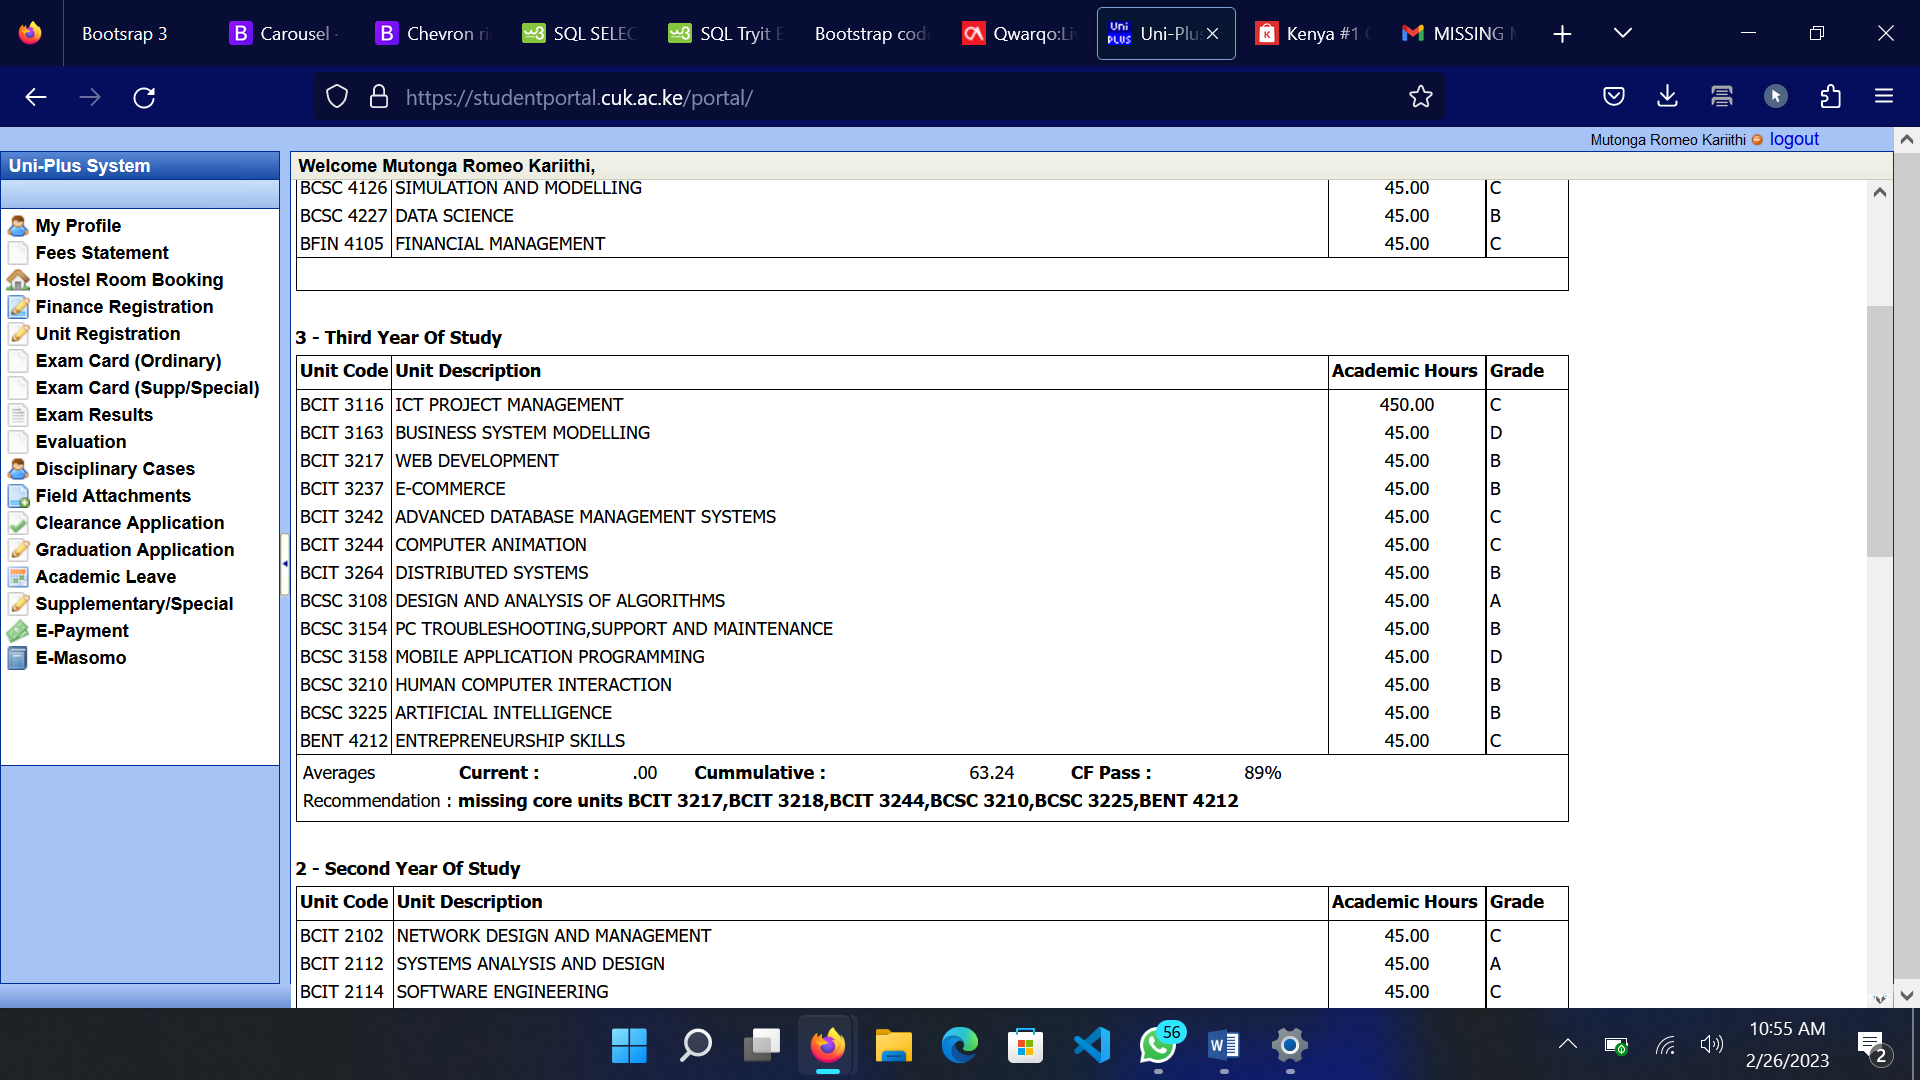 Bootsrap 3
Carousel
Chevron ri
SQL SELEC
SQL Tryit E
Bootstrap cod
Qwarqo:Li
Uni PLUS
Uni-Plu
Kenya #1
MISSING
https://studentportal.cuk.ac.ke/portal/
Mutonga Romeo Kariithi logout
Uni-Plus System
My Profile
Fees Statement
Hostel Room Booking
Finance Registration
Unit Registration
Exam Card (Ordinary)
Exam Card (Supp/Special)
Exam Results
Evaluation
Disciplinary Cases
Field Attachments
Clearance Application
Graduation Application
Academic Leave
Supplementary/Special
E-Payment
E-Masomo
Welcome Mutonga Romeo Kariithi,
BCSC 4126 SIMULATION AND MODELLING 45.00 C
BCSC 4227 DATA SCIENCE 45.00 B
BFIN 4105 FINANCIAL MANAGEMENT 45.00 C
3 - Third Year Of Study
Unit Code Unit Description Academic Hours Grade
BCIT 3116 ICT PROJECT MANAGEMENT 450.00 C
BCIT 3163 BUSINESS SYSTEM MODELLING 45.00 D
BCIT 3217 WEB DEVELOPMENT 45.00 B
BCIT 3237 E-COMMERCE 45.00 B
BCIT 3242 ADVANCED DATABASE MANAGEMENT SYSTEMS 45.00 C
BCIT 3244 COMPUTER ANIMATION 45.00 C
BCIT 3264 DISTRIBUTED SYSTEMS 45.00 B
BCSC 3108 DESIGN AND ANALYSIS OF ALGORITHMS 45.00 A
BCSC 3154 PC TROUBLESHOOTING,SUPPORT AND MAINTENANCE 45.00 B
BCSC 3158 MOBILE APPLICATION PROGRAMMING 45.00 D
BCSC 3210 HUMAN COMPUTER INTERACTION 45.00 B
BCSC 3225 ARTIFICIAL INTELLIGENCE 45.00 B
BENT 4212 ENTREPRENEURSHIP SKILLS 45.00 C
Averages Current : .00 Cummulative : 63.24 CF Pass : 89%
Recommendation : missing core units BCIT 3217,BCIT 3218,BCIT 3244,BCSC 3210,BCSC 3225,BENT 4212
2 - Second Year Of Study
Unit Code Unit Description Academic Hours Grade
BCIT 2102 NETWORK DESIGN AND MANAGEMENT 45.00 C
BCIT 2112 SYSTEMS ANALYSIS AND DESIGN 45.00 A
BCIT 2114 SOFTWARE ENGINEERING 45.00 C
56
10:55 AM
2/26/2023
2